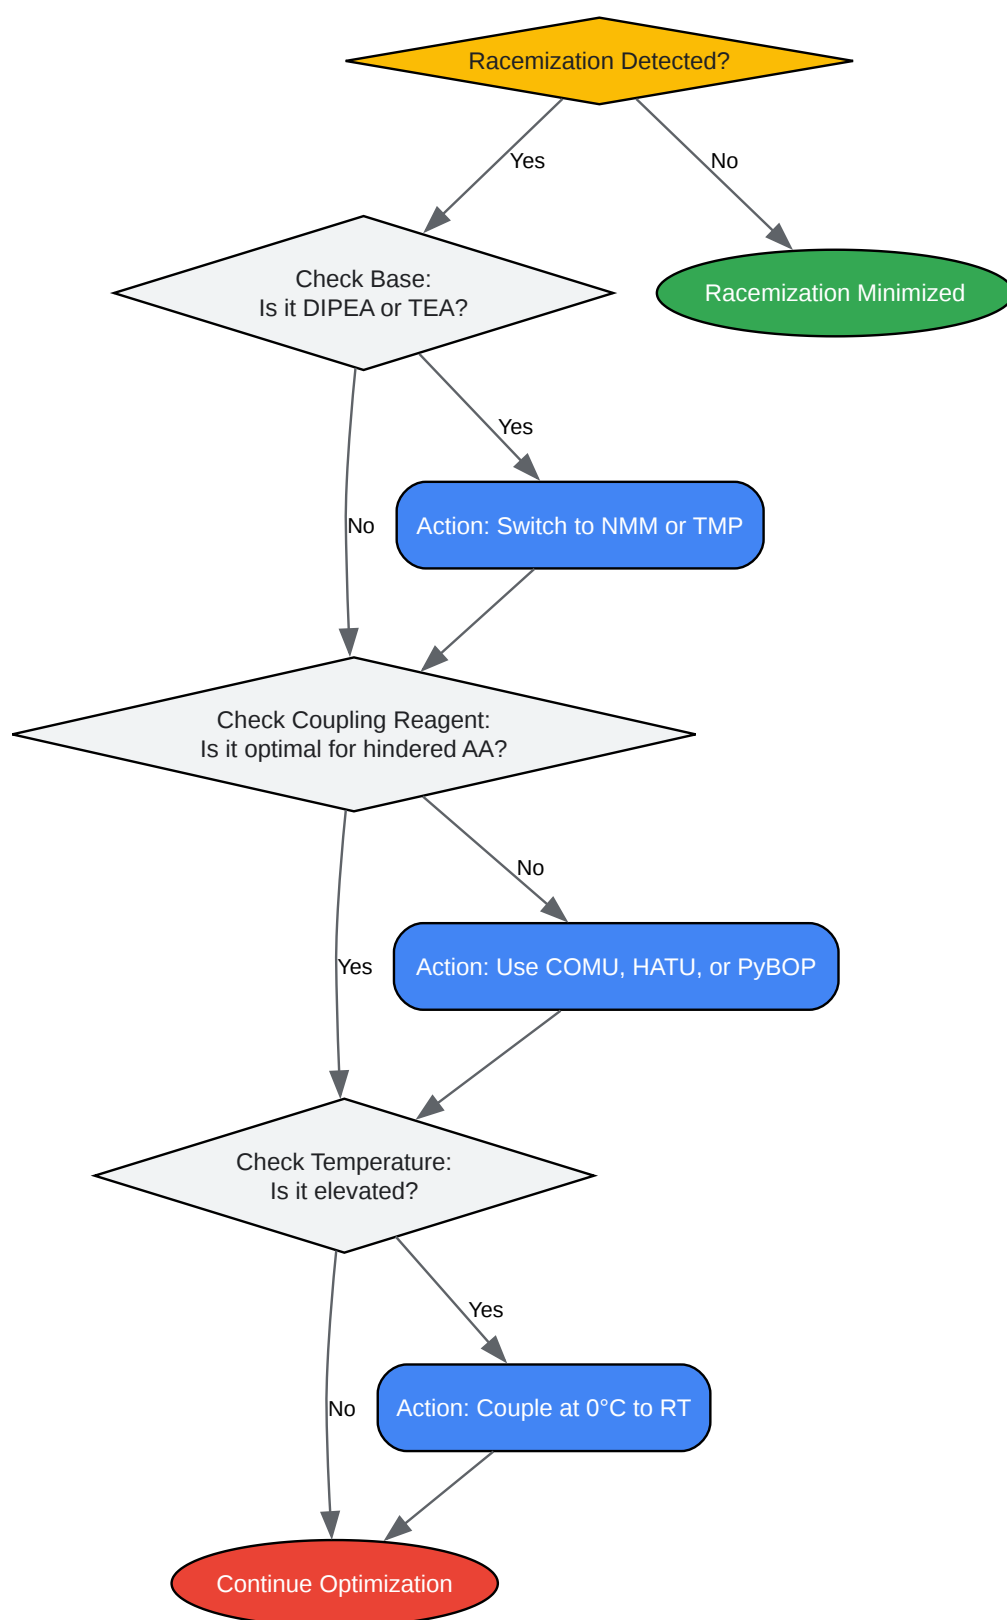 Racemization Detected?
Yes
No
Check Base:
Is it DIPEA or TEA?
Racemization Minimized
Yes
No
Action: Switch to NMM or TMP
Check Coupling Reagent:
Is it optimal for hindered AA?
No
Yes
Action: Use COMU, HATU, or PyBOP
Check Temperature:
Is it elevated?
Yes
No
Action: Couple at 0°C to RT
Continue Optimization